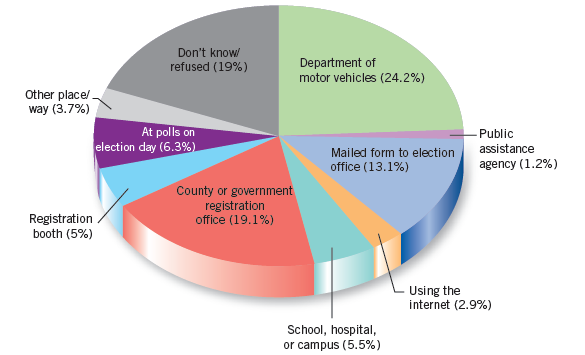 Don't know/
refused (19%)
Department of
motor vehicles (24.2%)
Other place/
way (3.7%)
At polls on
election day (6.3%)
Public
assistance
agency (1.2%)
Mailed form to election
office (13.1%)
County or government
registration
office (19.1%)
Registration
booth (5%)
Using the
internet (2.9%)
School, hospital,
or campus (5.5%)